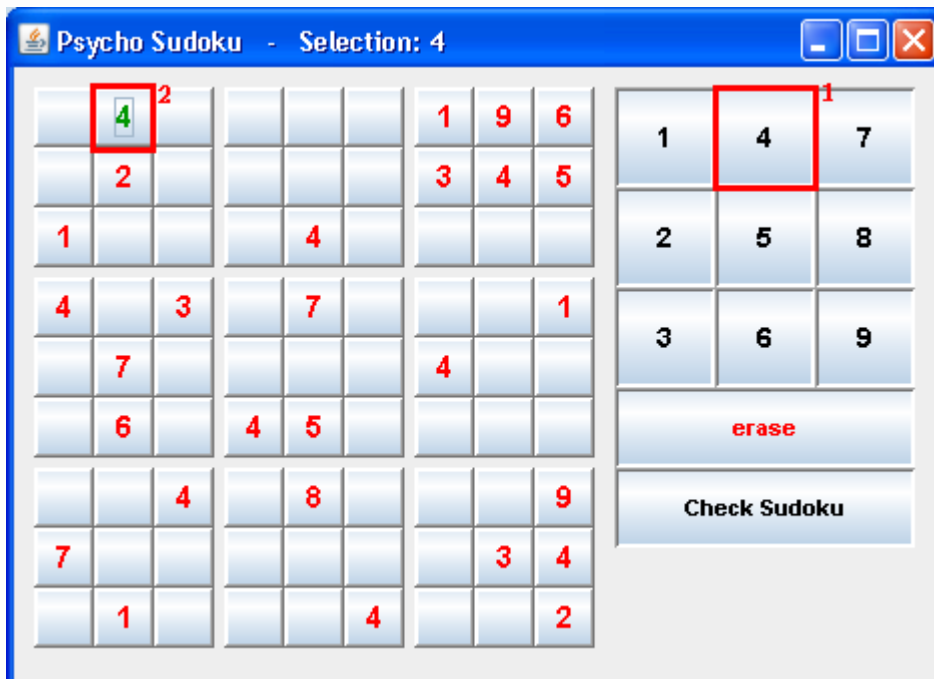 Psycho Sudoku - Selection: 4
4 2 1 9 6 1 4 7 1
2 3 4 5
1 4 2 5 8
4 3 7 1
7 4 3 6 9
6 4 5 erase
4 8 9 Check Sudoku
7 3 4
1 4 2